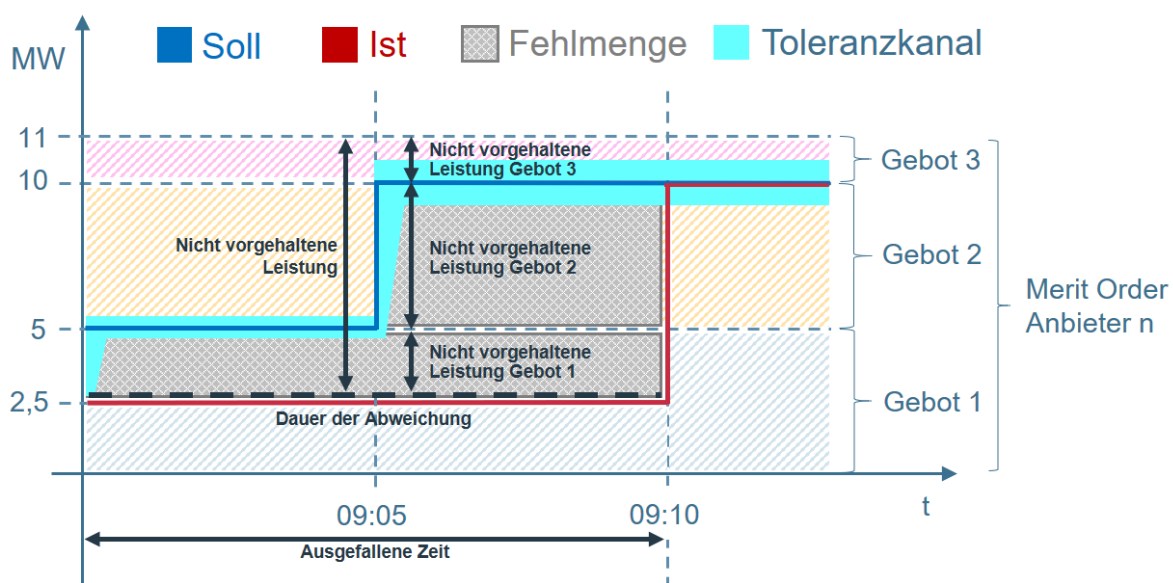 Soll
Ist
Fehlmenge
Toleranzkanal
MW
11
10
5
2,5
Nicht vorgehaltene
Leistung Gebot 3
Nicht vorgehaltene
Leistung
Nicht vorgehaltene
Leistung Gebot 2
Nicht vorgehaltene
Leistung Gebot 1
Dauer der Abweichung
Gebot 3
Gebot 2
Gebot 1
Merit Order
Anbieter n
t
09:05
09:10
Ausgefallene Zeit